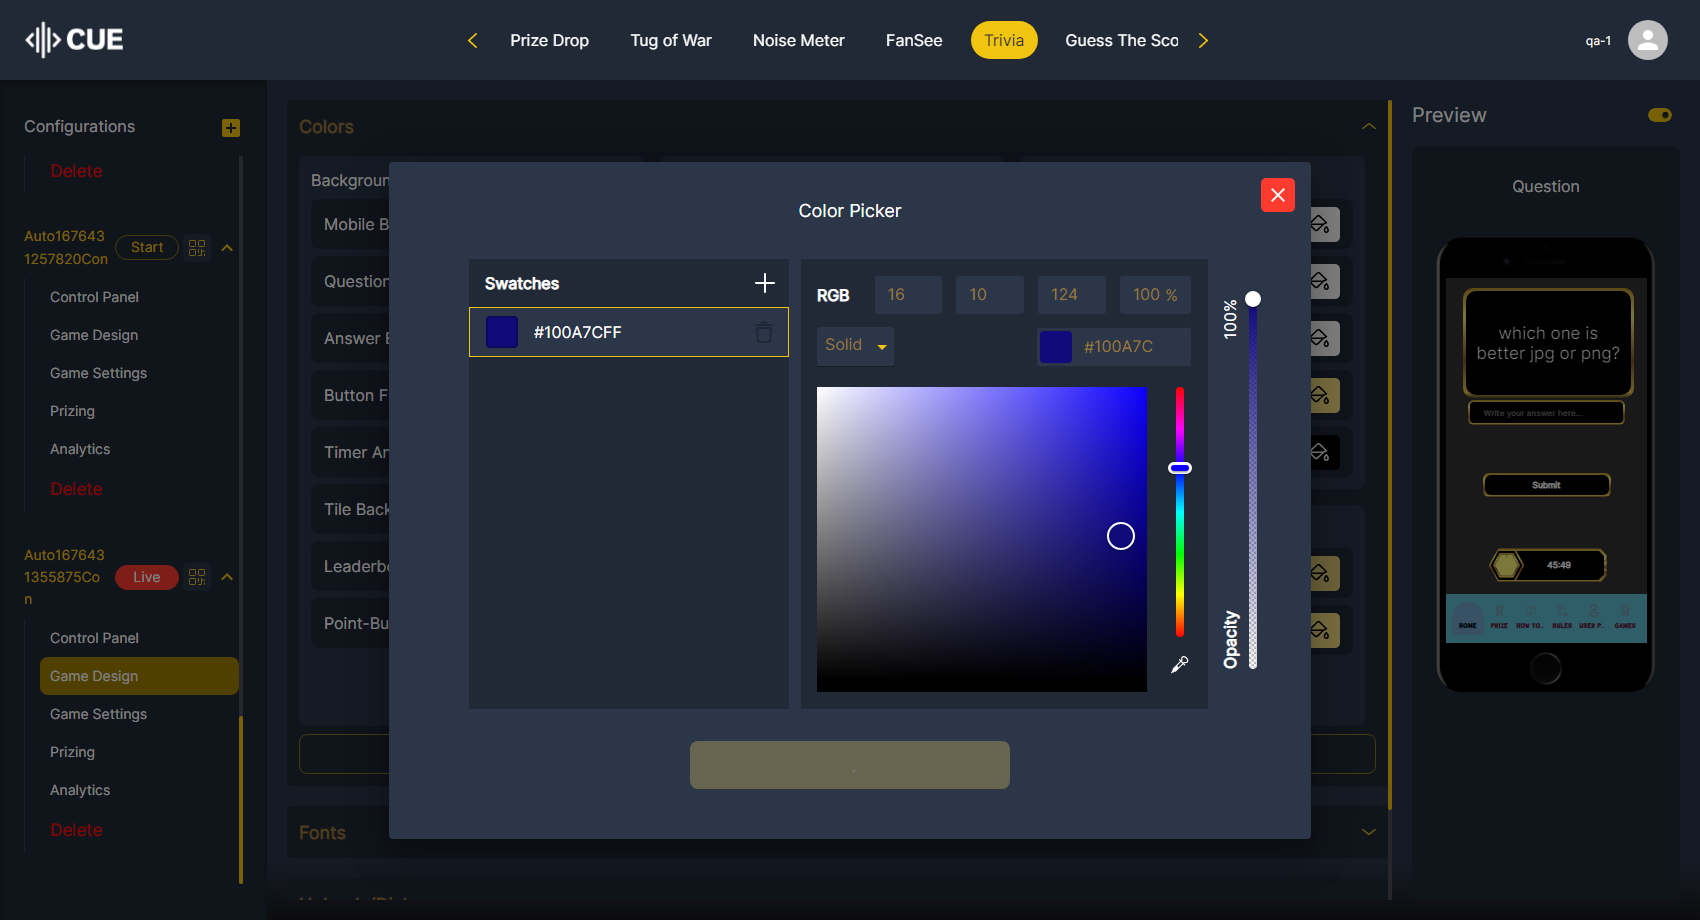 CUE
Prize Drop
Tug of War
Noise Meter
FanSee
Trivia
Guess The Sco
qa-1
Configurations
Delete
Auto167643
1257820Con
Start
Control Panel
Game Design
Game Settings
Prizing
Analytics
Delete
Auto167643
1355875Co
n
Live
Control Panel
Game Design
Game Settings
Prizing
Analytics
Delete
Colors
Backgroun
Mobile B
Question
Answer
Button F
Timer An
Tile Back
Leaderbo
Point-Bu
Fonts
Color Picker
Swatches
#100A7CFF
RGB
16
10
124
100 %
Solid
#100A7C
100%
Opacity
Preview
Question
which one is
better jpg or png?
Write your answer here...
Submit
45:49
HOME
PRIZE
HOW TO..
RULES
USER P..
GAMES